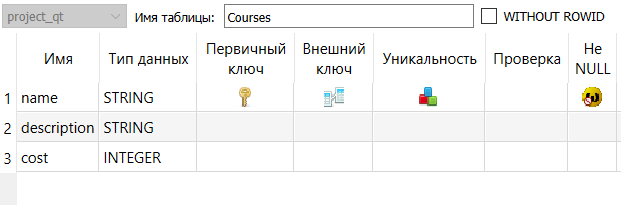 project_qt Имя таблицы: Courses WITHOUT ROWID
Имя Тип данных Первичный ключ Внешний ключ Уникальность Проверка Не NULL
1 name STRING
2 description STRING
3 cost INTEGER